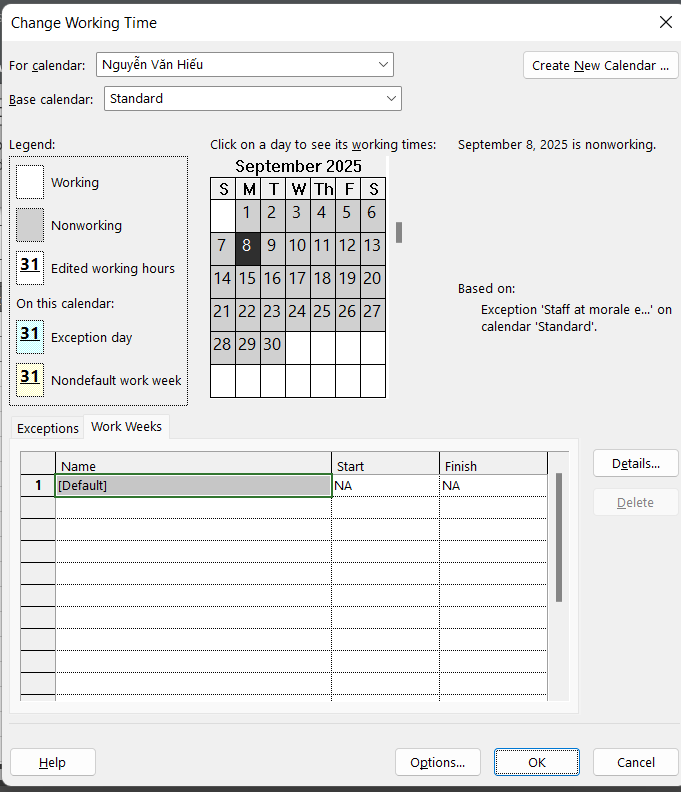 Change Working Time
For calendar: Nguyễn Văn Hiếu
Create New Calendar ...
Base calendar: Standard
Legend:
Working
Nonworking
31 Edited working hours
On this calendar:
31 Exception day
31 Nondefault work week
Click on a day to see its working times:
September 2025
S M T W Th F S
1 2 3 4 5 6
7 8 9 10 11 12 13
14 15 16 17 18 19 20
21 22 23 24 25 26 27
28 29 30
September 8, 2025 is nonworking.
Based on:
Exception 'Staff at morale e...' on
calendar 'Standard'.
Exceptions Work Weeks
Name Start Finish
1 [Default] NA NA
Details...
Delete
Help Options... OK Cancel